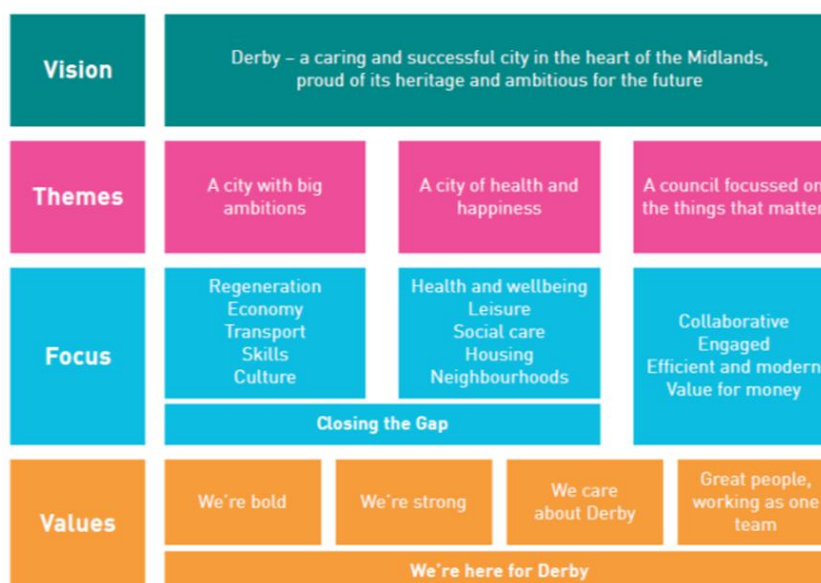 Vision
Derby – a caring and successful city in the heart of the Midlands,
proud of its heritage and ambitious for the future
Themes
A city with big
ambitions
A city of health and
happiness
A council focussed on
the things that matter
Focus
Regeneration
Economy
Transport
Skills
Culture
Health and wellbeing
Leisure
Social care
Housing
Neighbourhoods
Closing the Gap
Collaborative
Engaged
Efficient and modern
Value for money
Values
We're bold
We're strong
We care
about Derby
Great people,
working as one
team
We're here for Derby